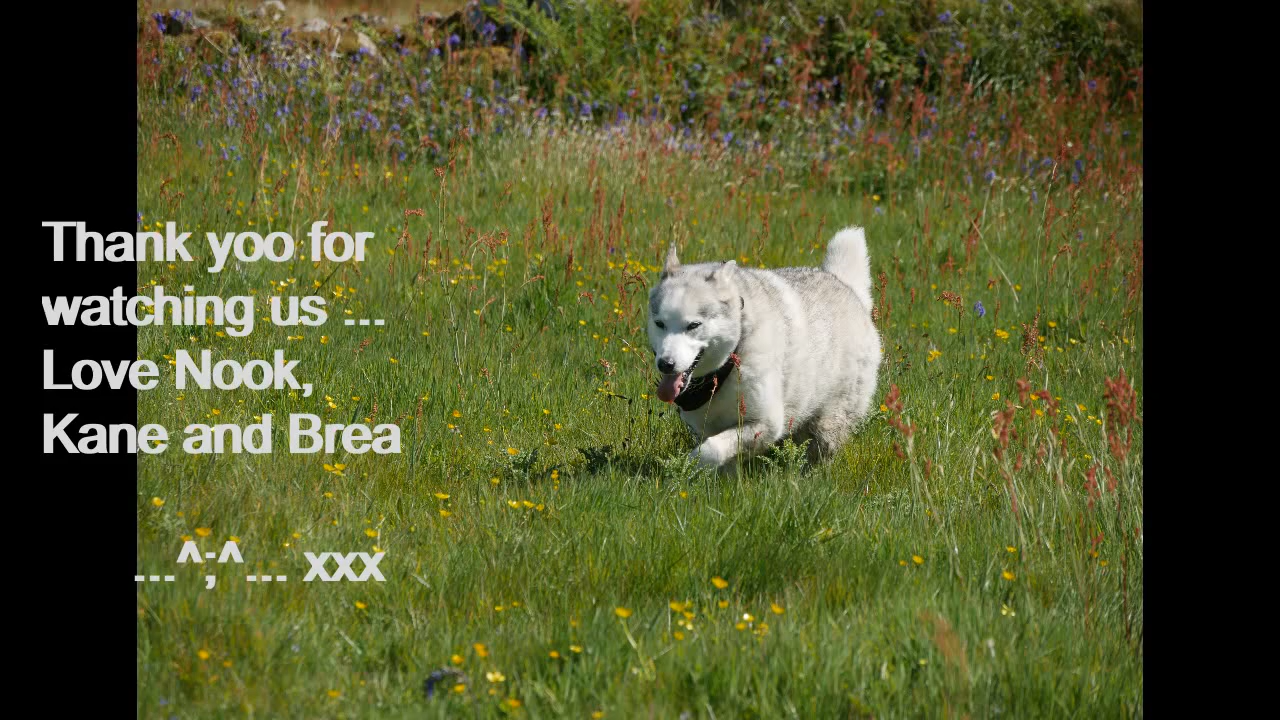 Thank yoo for
watching us ...
Love Nook,
Kane and Brea
...^;^... xxx